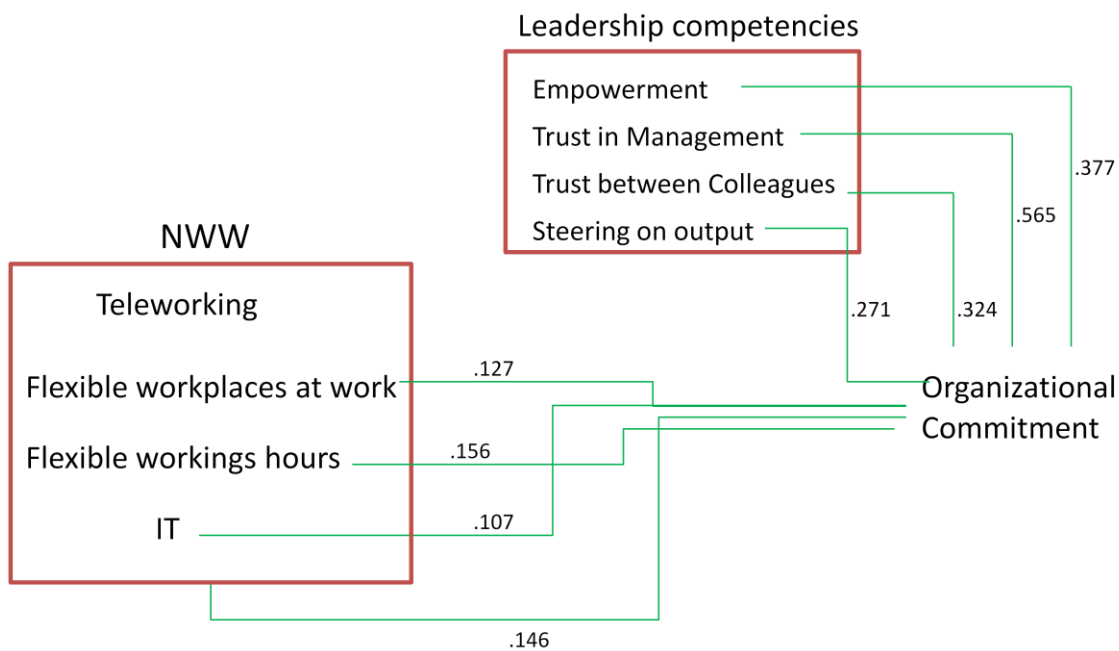 Leadership competencies
Empowerment
Trust in Management
Trust between Colleagues
Steering on output
.377
.565
.271
.324
NWW
Teleworking
Flexible workplaces at work
.127
Flexible workings hours
.156
IT
.107
.146
Organizational
Commitment